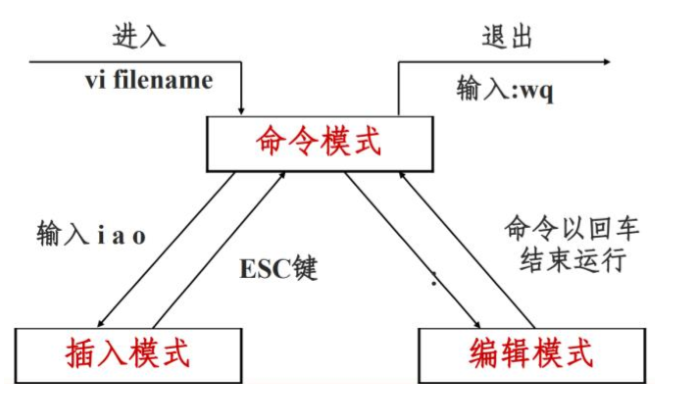 进入
退出
vi filename
输入:wq
命令模式
输入 i a o
命令以回车
结束运行
ESC键
:
插入模式
编辑模式